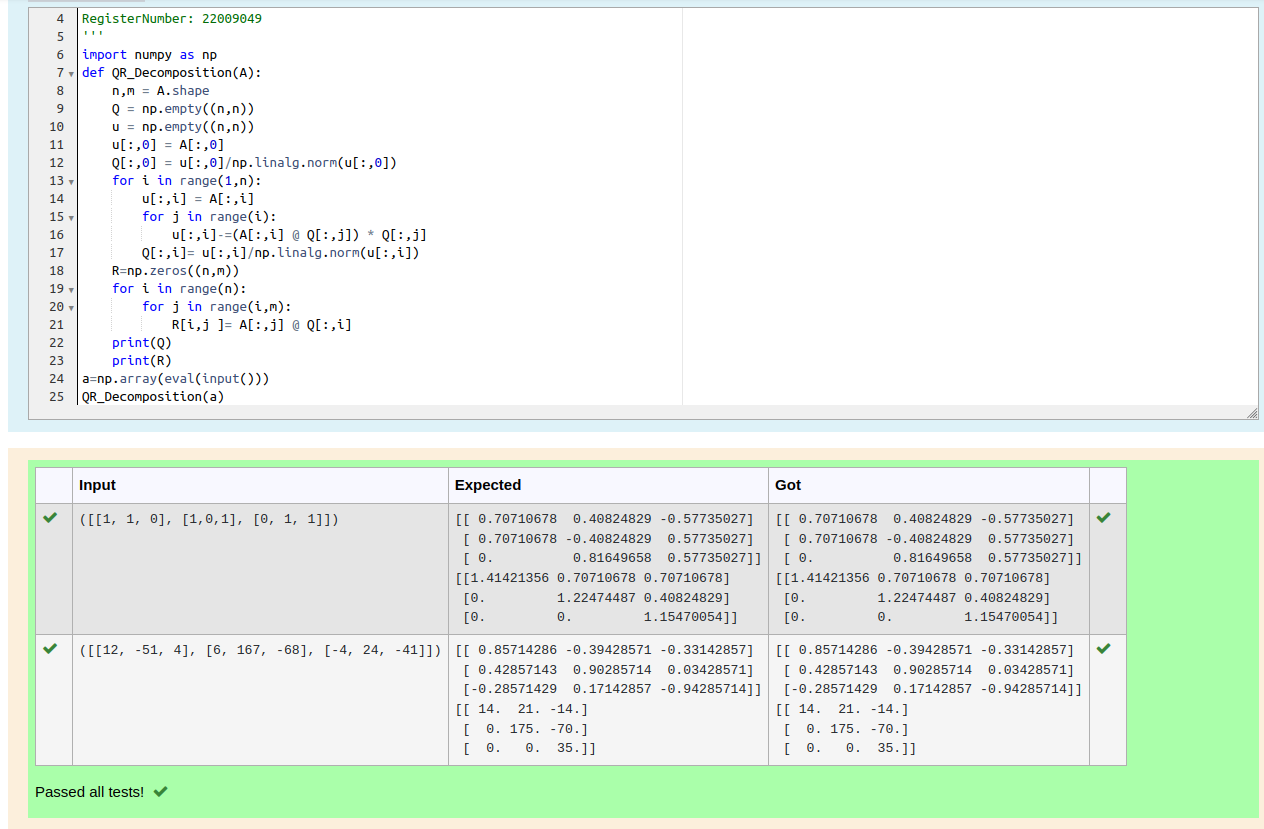 4 RegisterNumber: 22009049
5 '''
6 import numpy as np
7 def QR_Decomposition(A):
8     n,m = A.shape
9     Q = np.empty((n,n))
10     u = np.empty((n,n))
11     u[:,0] = A[:,0]
12     Q[:,0] = u[:,0]/np.linalg.norm(u[:,0])
13     for i in range(1,n):
14         u[:,i] = A[:,i]
15         for j in range(i):
16             u[:,i]-=(A[:,i] @ Q[:,j]) * Q[:,j]
17         Q[:,i]= u[:,i]/np.linalg.norm(u[:,i])
18     R=np.zeros((n,m))
19     for i in range(n):
20         for j in range(i,m):
21             R[i,j ]= A[:,j] @ Q[:,i]
22     print(Q)
23     print(R)
24 a=np.array(eval(input()))
25 QR_Decomposition(a)
Input Expected Got
([[1, 1, 0], [1,0,1], [0, 1, 1]]) [[ 0.70710678  0.40824829 -0.57735027] [[ 0.70710678  0.40824829 -0.57735027]
[ 0.70710678 -0.40824829  0.57735027] [ 0.70710678 -0.40824829  0.57735027]
[ 0.          0.81649658  0.57735027]] [ 0.          0.81649658  0.57735027]]
[[1.41421356 0.70710678 0.70710678] [[1.41421356 0.70710678 0.70710678]
[0.         1.22474487 0.40824829] [0.         1.22474487 0.40824829]
[0.         0.         1.15470054]] [0.         0.         1.15470054]]
([[12, -51, 4], [6, 167, -68], [-4, 24, -41]]) [[ 0.85714286 -0.39428571 -0.33142857] [[ 0.85714286 -0.39428571 -0.33142857]
[ 0.42857143  0.90285714  0.03428571] [ 0.42857143  0.90285714  0.03428571]
[-0.28571429  0.17142857 -0.94285714]] [-0.28571429  0.17142857 -0.94285714]]
[[ 14.  21. -14.] [[ 14.  21. -14.]
[  0. 175. -70.] [  0. 175. -70.]
[  0.   0.  35.]] [  0.   0.  35.]]
Passed all tests!